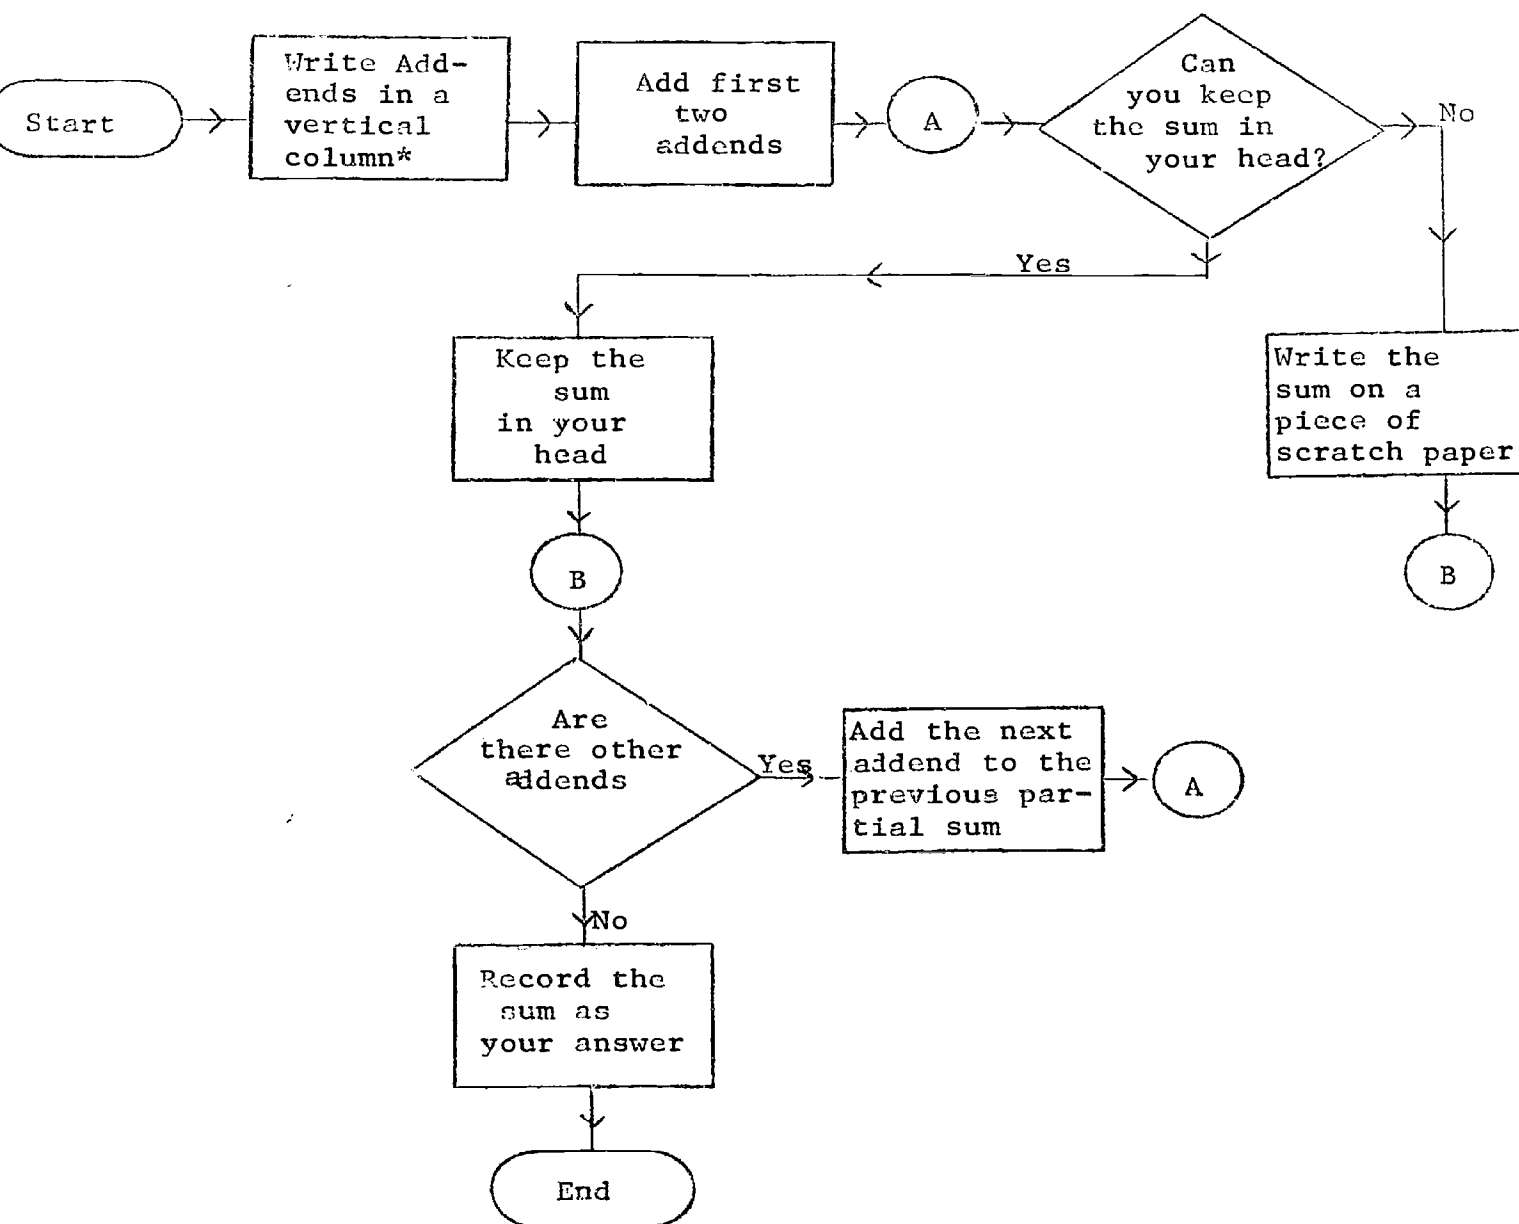 Start
Write Add-
ends in a
vertical
column*
Add first
two
addends
A
Can
you keep
the sum in
your head?
No
Yes
Keep the
sum
in your
head
Write the
sum on a
piece of
scratch paper
B
B
Are
there other
addends
Yes
Add the next
addend to the
previous par-
tial sum
A
No
Record the
sum as
your answer
End